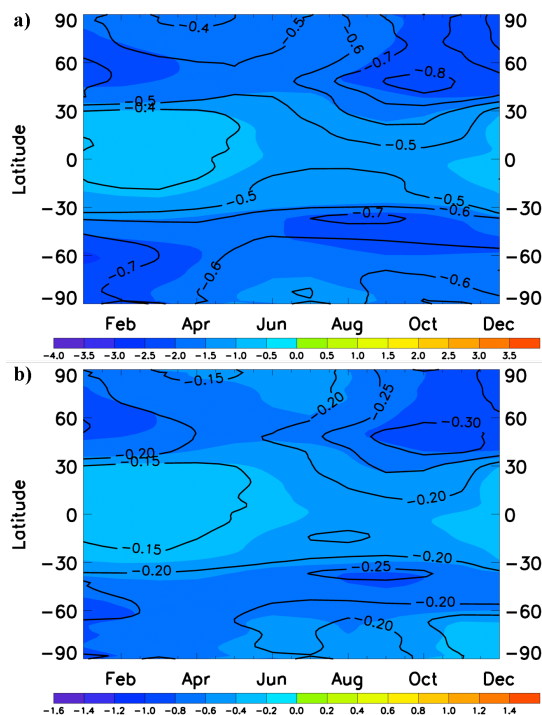 a)
90 −0.4 −0.5 −0.6 −0.7 90
60 −0.8 60
30 −0.5 −0.4 30
Latitude 0 −0.5 0
−30 −0.5 −0.5 −0.6 −30
−0.7
−60 −0.7 −0.6 −0.6 −60
−90 −90
Feb Apr Jun Aug Oct Dec
−4.0 −3.5 −3.0 −2.5 −2.0 −1.5 −1.0 −0.5 0.0 0.5 1.0 1.5 2.0 2.5 3.0 3.5
b)
90 −0.15 −0.20 −0.25 90
60 −0.30 60
−0.20
30 −0.15 30
−0.20
Latitude 0 0
−0.15
−30 −0.20 −0.20 −30
−0.25
−60 −0.20 −60
−0.20
−90 −90
Feb Apr Jun Aug Oct Dec
−1.6 −1.4 −1.2 −1.0 −0.8 −0.6 −0.4 −0.2 0.0 0.2 0.4 0.6 0.8 1.0 1.2 1.4